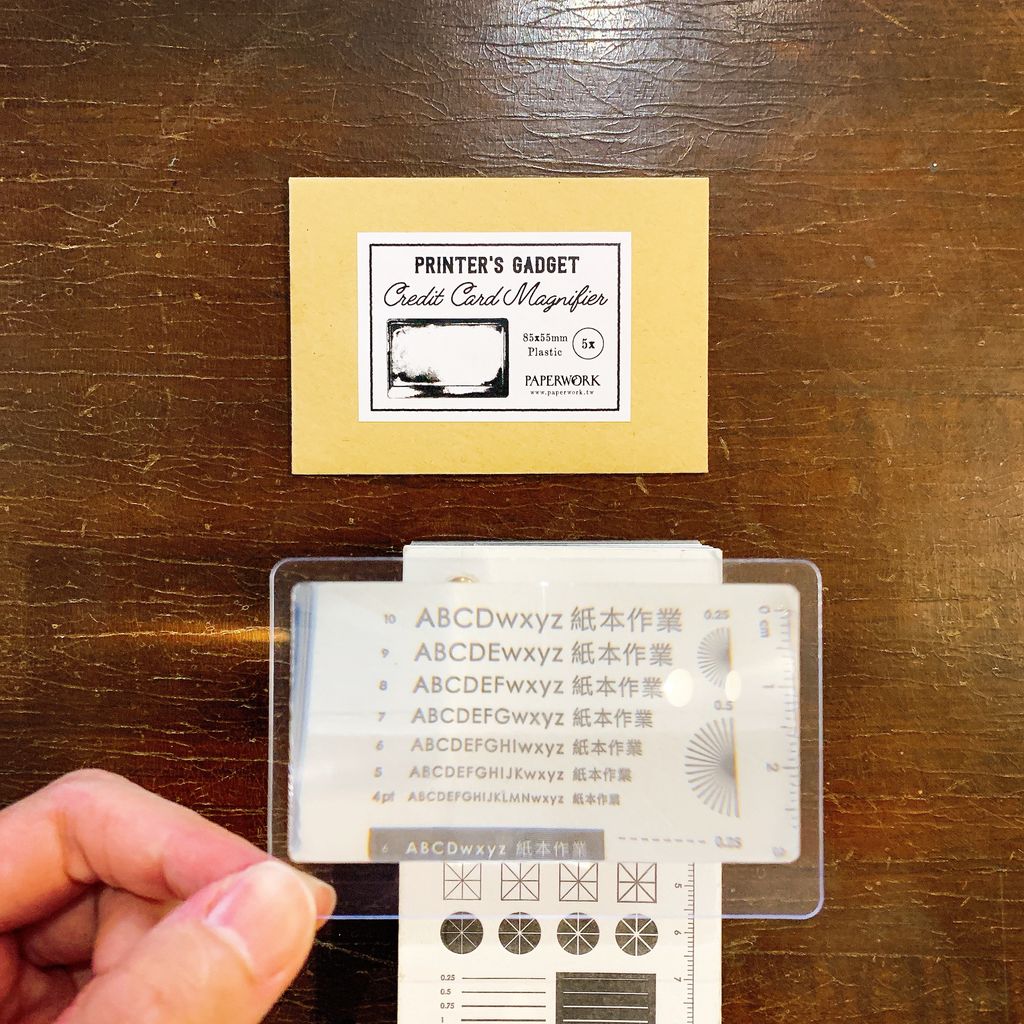 PRINTER'S GADGET
Credit Card Magnifier
85x55mm
Plastic
5x
PAPERWORK
www.paperwork.tw
10 ABCDwxyz 紙本作業
9 ABCDEwxyz 紙本作業
8 ABCDEFwxyz 紙本作業
7 ABCDEFGwxyz 紙本作業
6 ABCDEFGHIwxyz 紙本作業
5 ABCDEFGHIJKwxyz 紙本作業
4pt ABCDEFGHIJKLMNwxyz 紙本作業
6 ABCDwxyz 紙本作業
0.25
0.5
0.25
0 cm
1
2
3
5
6
7
0.25
0.5
0.75
1